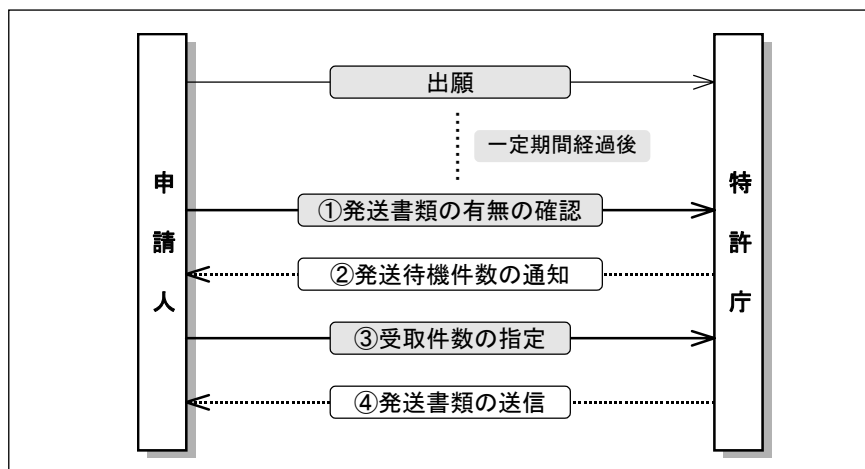 出願
一定期間経過後
申請人
特許庁
①発送書類の有無の確認
②発送待機件数の通知
③受取件数の指定
④発送書類の送信